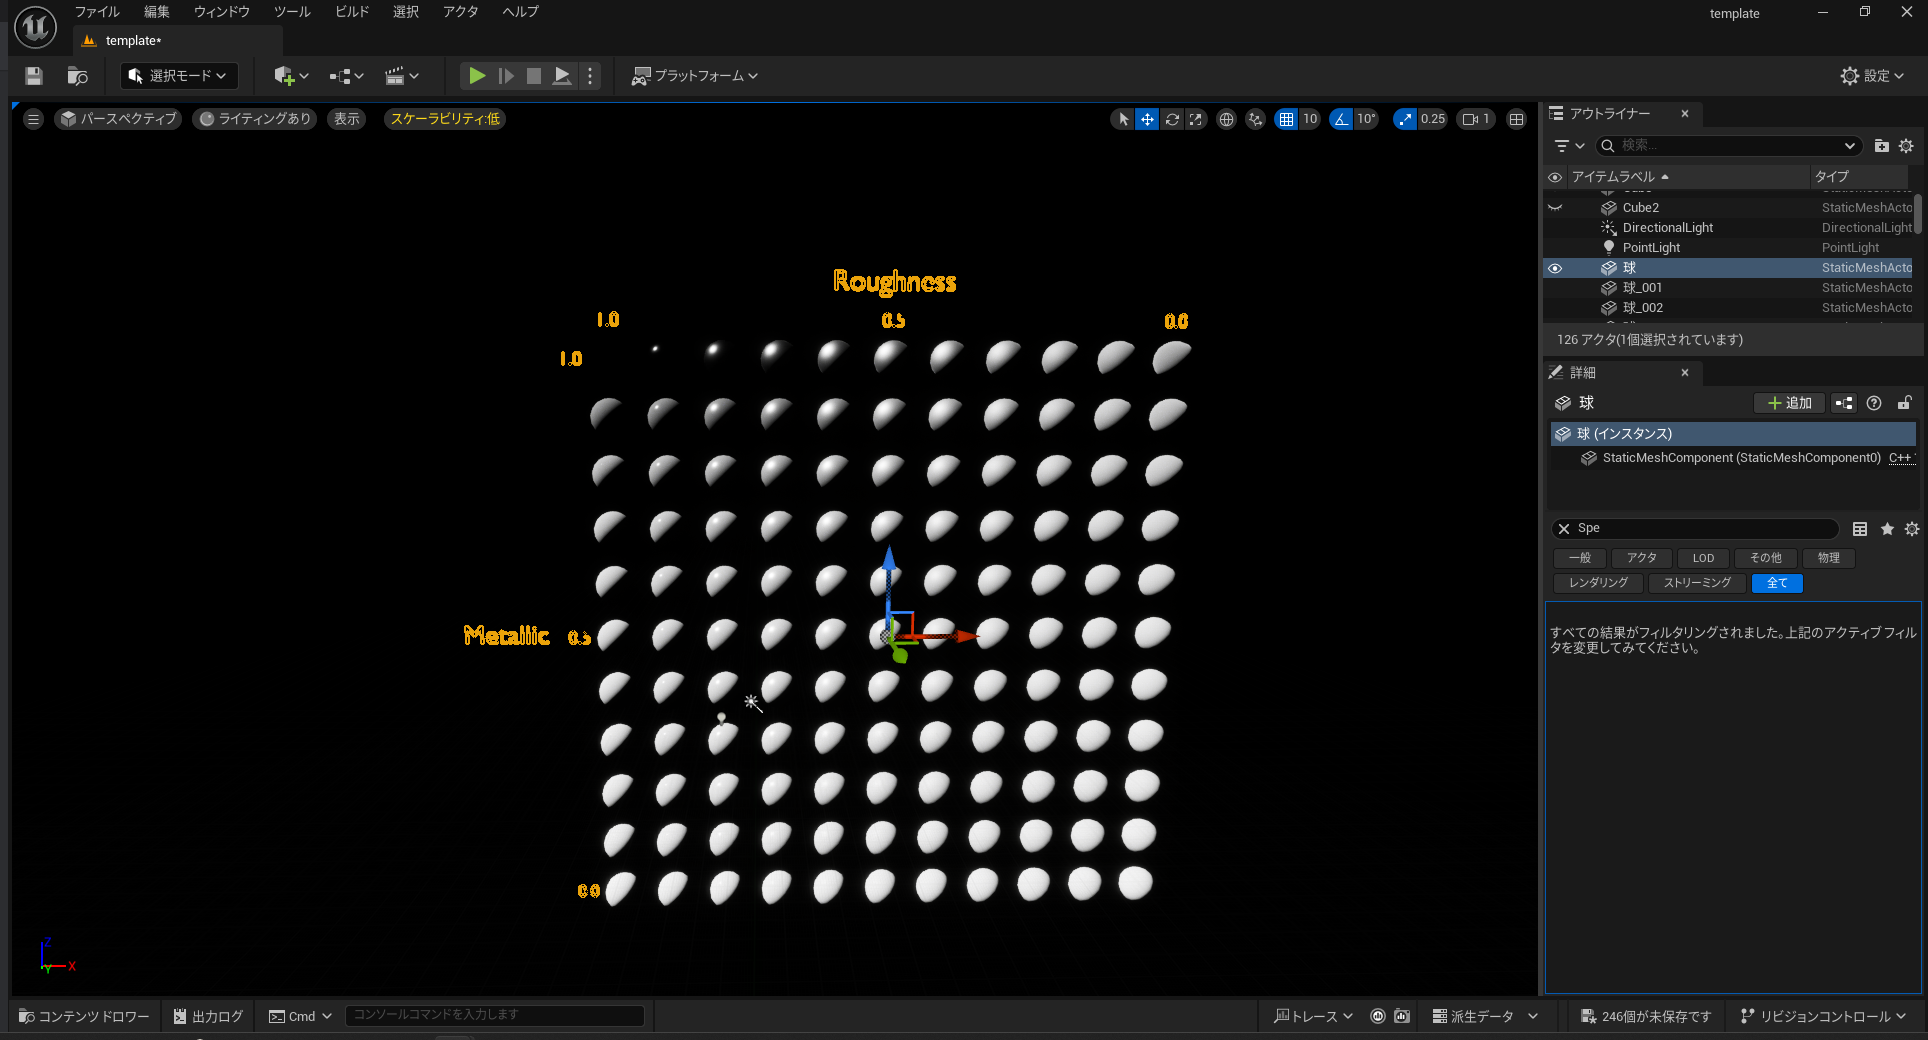 ファイル 編集 ウィンドウ ツール ビルド 選択 アクタ ヘルプ
template
template*
選択モード
プラットフォーム
設定
パースペクティブ
ライティングあり
表示
スケーラビリティ:低
10
10°
0.25
1
アウトライナー
検索...
アイテムラベル
タイプ
Cube2 StaticMeshActo
DirectionalLight DirectionalLight
PointLight PointLight
球 StaticMeshActo
球_001 StaticMeshActo
球_002 StaticMeshActo
126 アクタ(1個選択されています)
詳細
球
追加
球 (インスタンス)
StaticMeshComponent (StaticMeshComponent0) C++
Spe
一般 アクタ LOD その他 物理
レンダリング ストリーミング 全て
すべての結果がフィルタリングされました。上記のアクティブ フィル
タを変更してみてください。
Roughness
1.0 0.5 0.0
1.0
Metallic 0.5
0.0
Z
Y X
コンテンツ ドロワー
出力ログ
Cmd
コンソールコマンドを入力します
トレース
派生データ
246個が未保存です
リビジョンコントロール